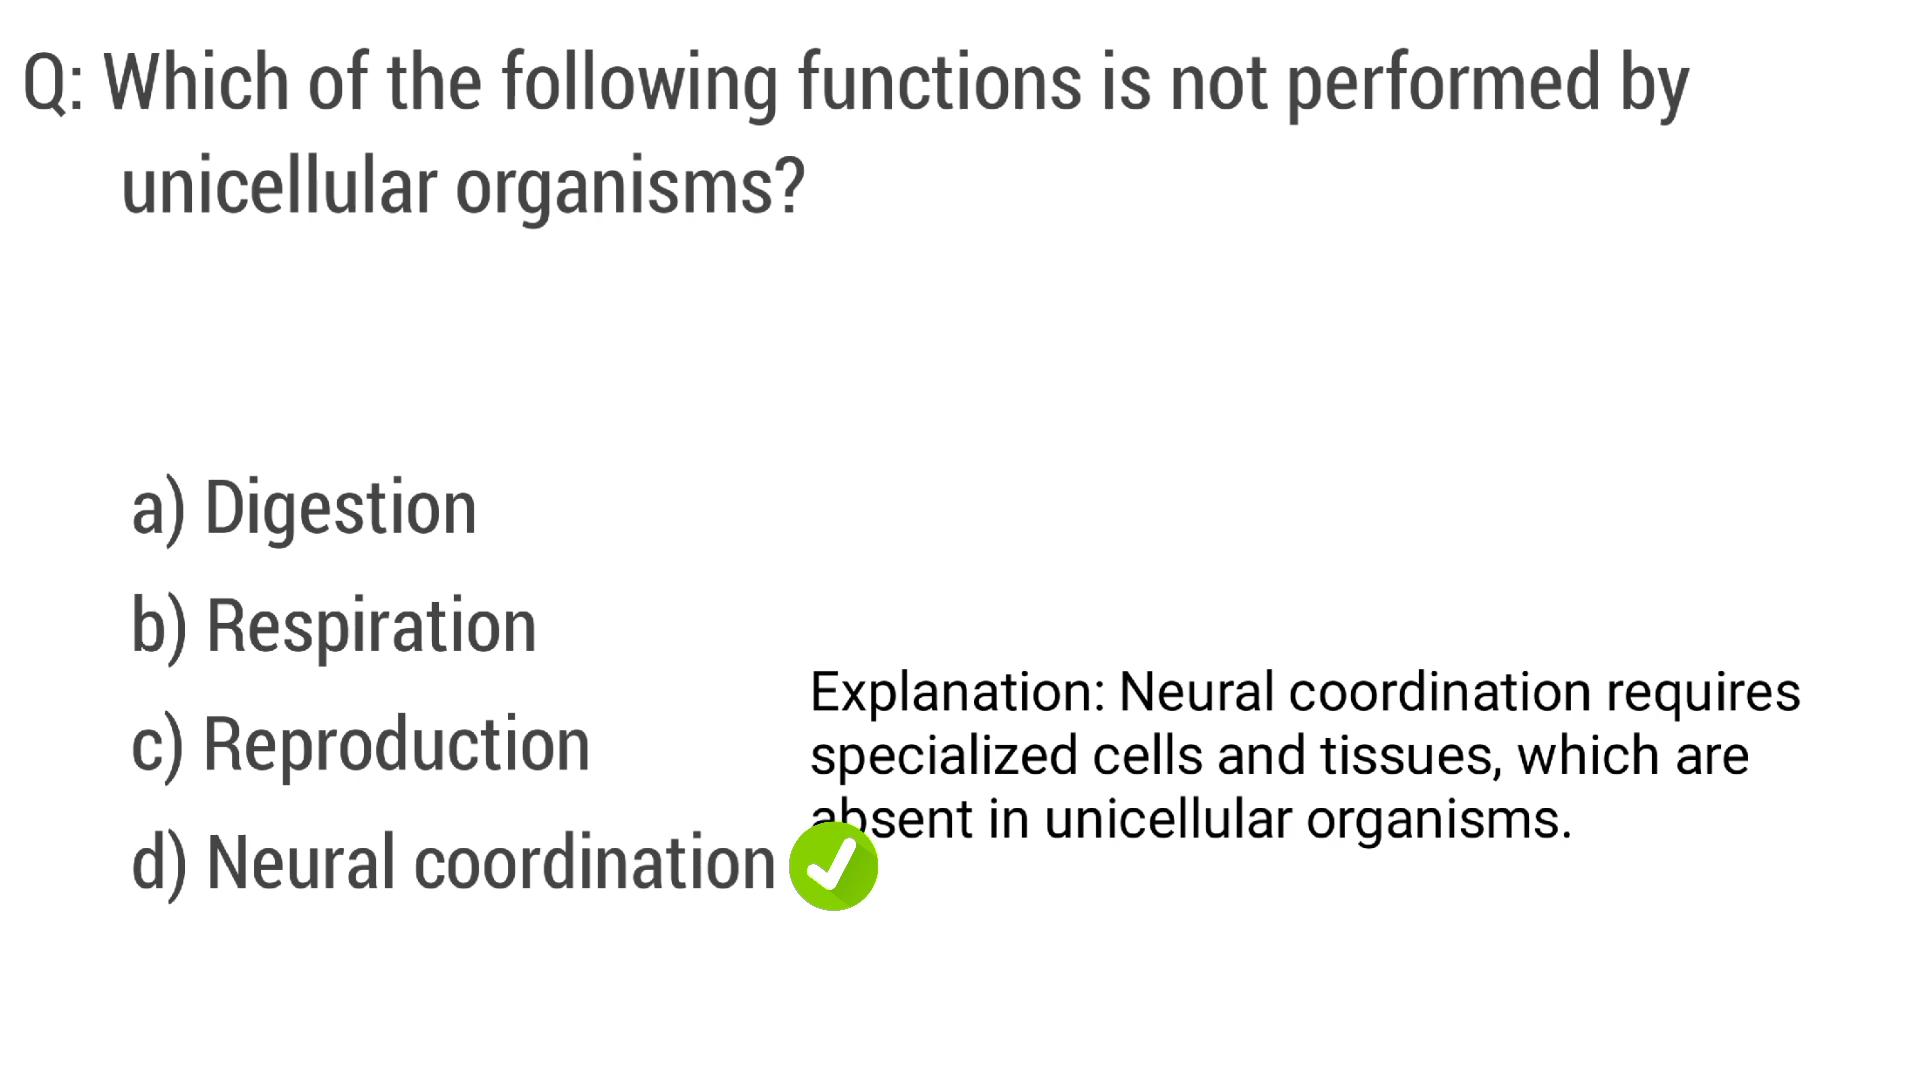 Q: Which of the following functions is not performed by
unicellular organisms?
a) Digestion
b) Respiration
c) Reproduction
d) Neural coordination
Explanation: Neural coordination requires
specialized cells and tissues, which are
absent in unicellular organisms.